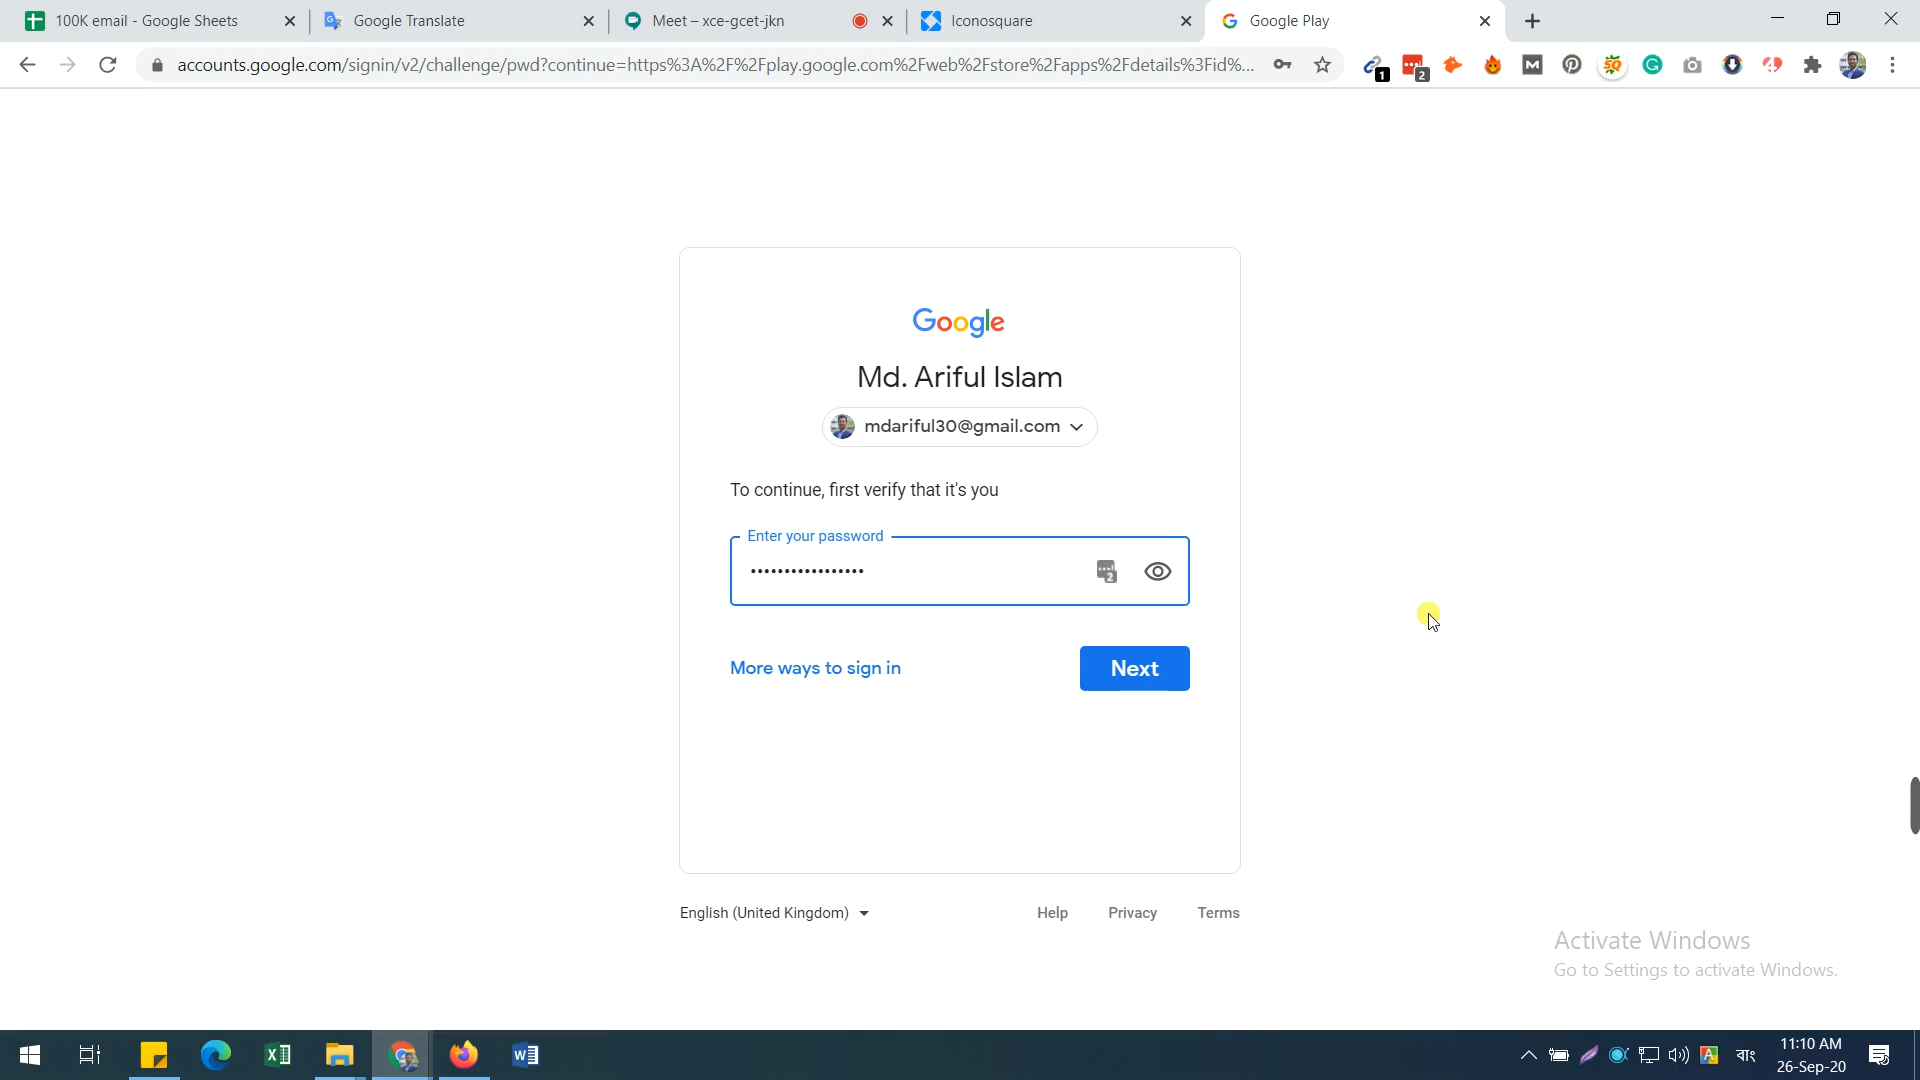 100K email - Google Sheets
Google Translate
Meet – xce-gcet-jkn
Iconosquare
Google Play
accounts.google.com/signin/v2/challenge/pwd?continue=https%3A%2F%2Fplay.google.com%2Fweb%2Fstore%2Fapps%2Fdetails%3Fid%...
1
2
Google
Md. Ariful Islam
mdariful30@gmail.com
To continue, first verify that it's you
Enter your password
•••••••••••••••••
2
More ways to sign in
Next
English (United Kingdom)
Help
Privacy
Terms
Activate Windows
Go to Settings to activate Windows.
বাং
11:10 AM
26-Sep-20